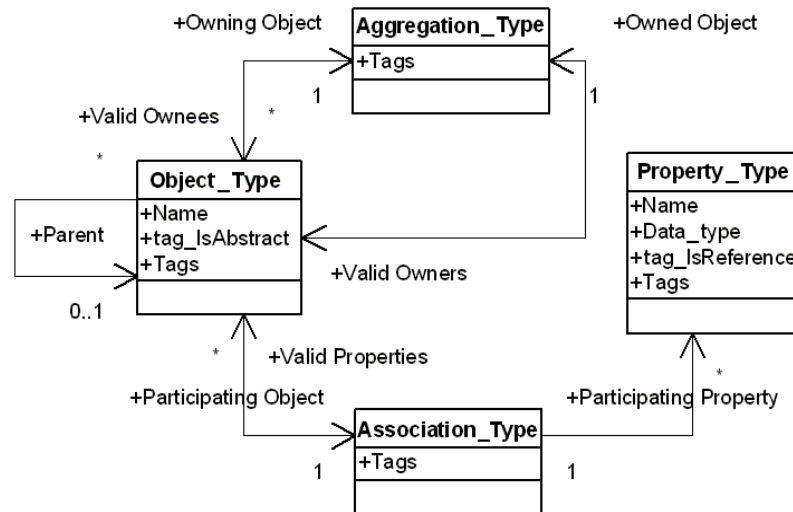 +Owning Object
Aggregation_Type
+Owned Object
+Tags
1
1
+Valid Ownees
*
*
Object_Type
+Name
+tag_IsAbstract
+Tags
+Parent
0..1
+Valid Owners
Property_Type
+Name
+Data_type
+tag_IsReference
+Tags
*
+Valid Properties
*
+Participating Object
+Participating Property
Association_Type
+Tags
1
1